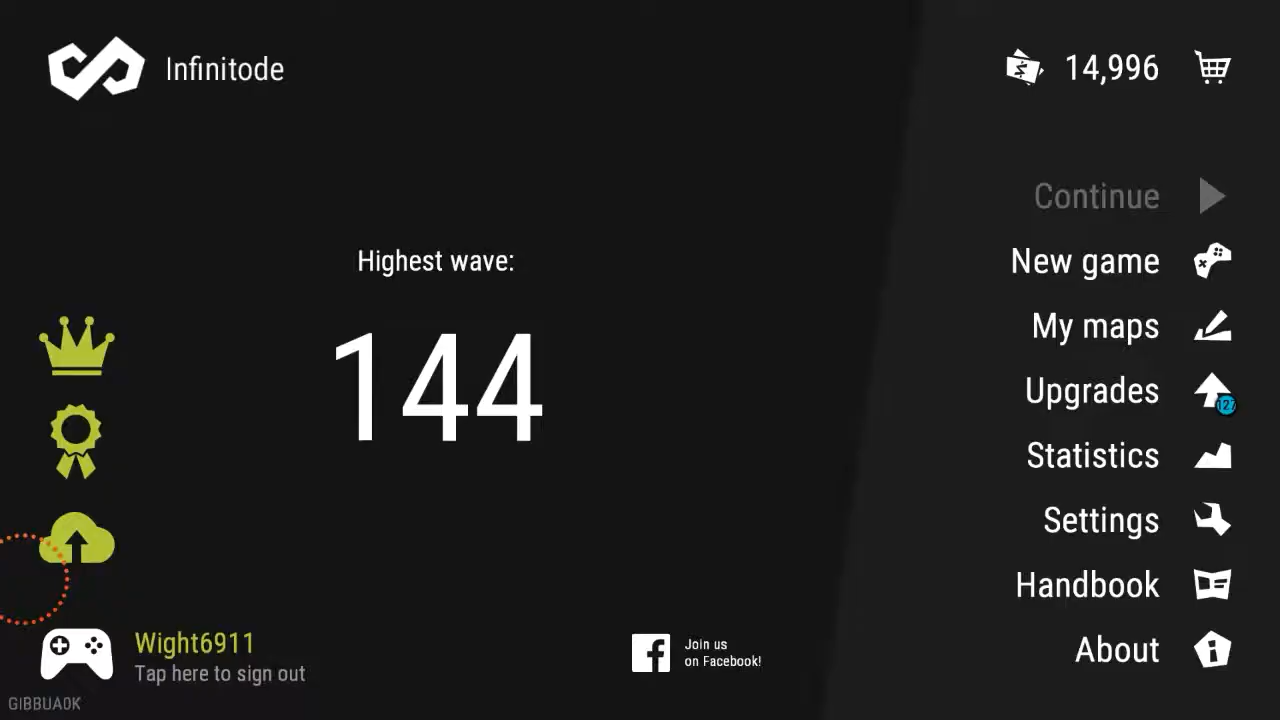 Infinitode
14,996
Continue
Highest wave:
New game
144
My maps
Upgrades
127
Statistics
Settings
Handbook
Wight6911
Tap here to sign out
Join us
on Facebook!
About
GIBBUA0K